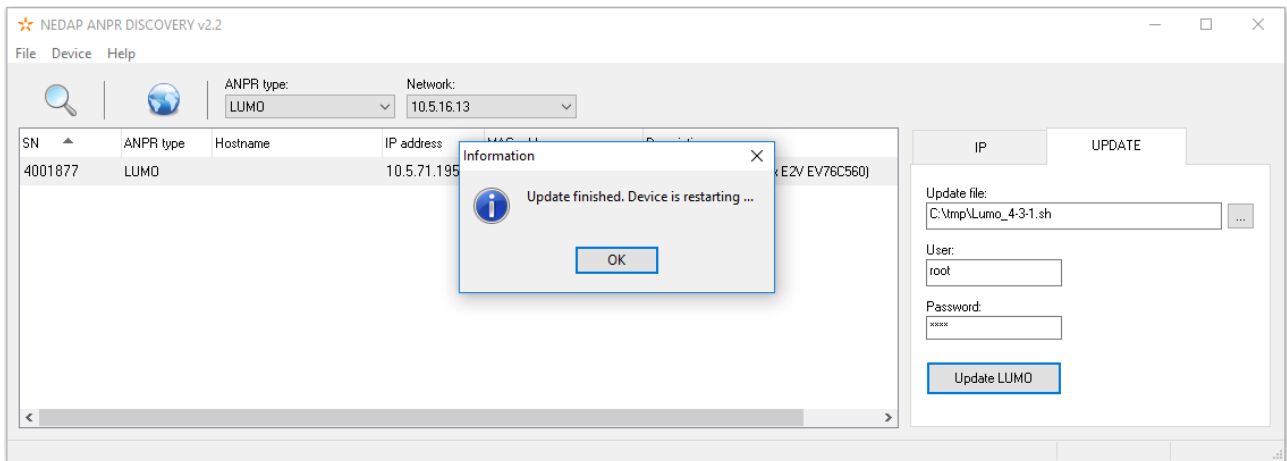 NEDAP ANPR DISCOVERY v2.2
File Device Help
ANPR type:
LUMO
Network:
10.5.16.13
SN ANPR type Hostname IP address
4001877 LUMO 10.5.71.195 E2V EV76C560)
Information
Update finished. Device is restarting ...
OK
IP UPDATE
Update file:
C:\tmp\Lumo_4-3-1.sh
...
User:
root
Password:
****
Update LUMO